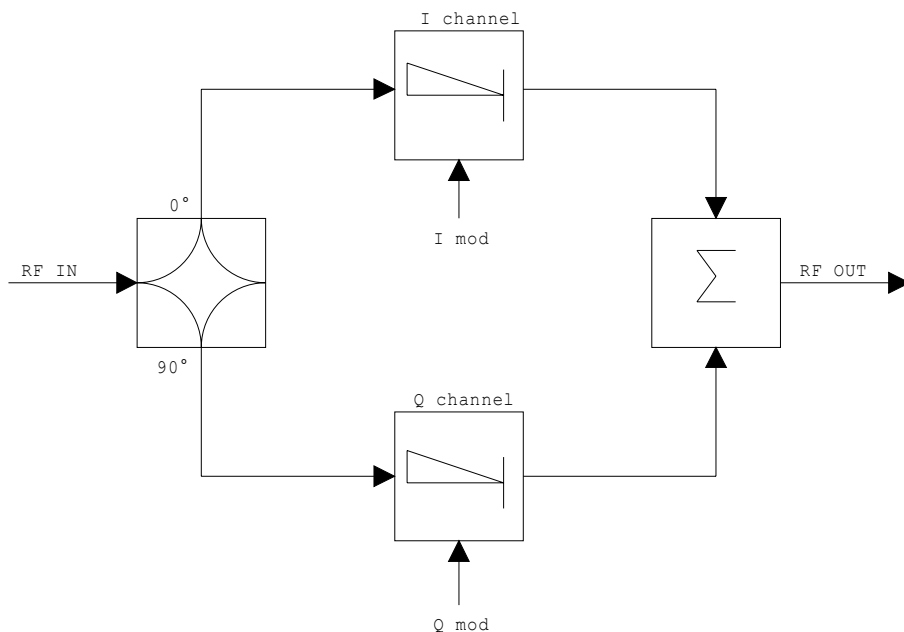 I channel
I mod
0°
RF IN
90°
Σ
RF OUT
Q channel
Q mod